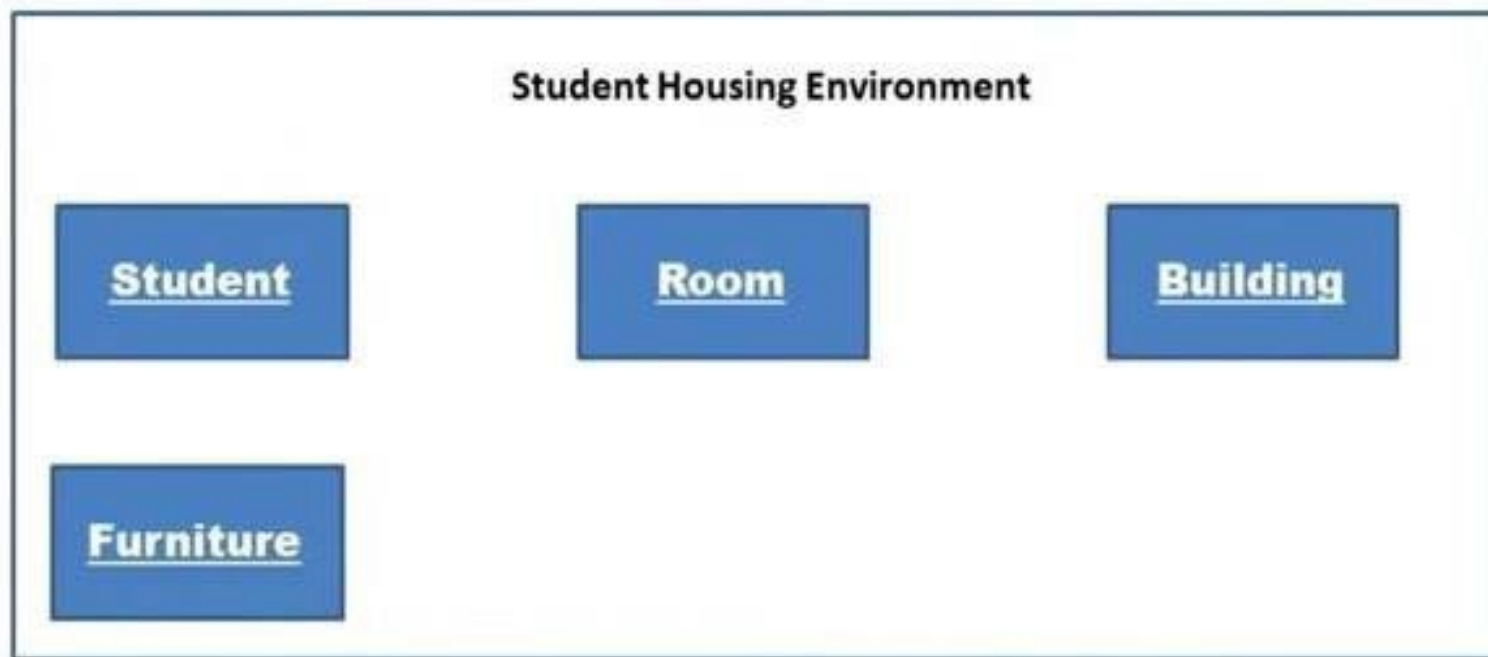 Student Housing Environment
Student
Room
Building
Furniture